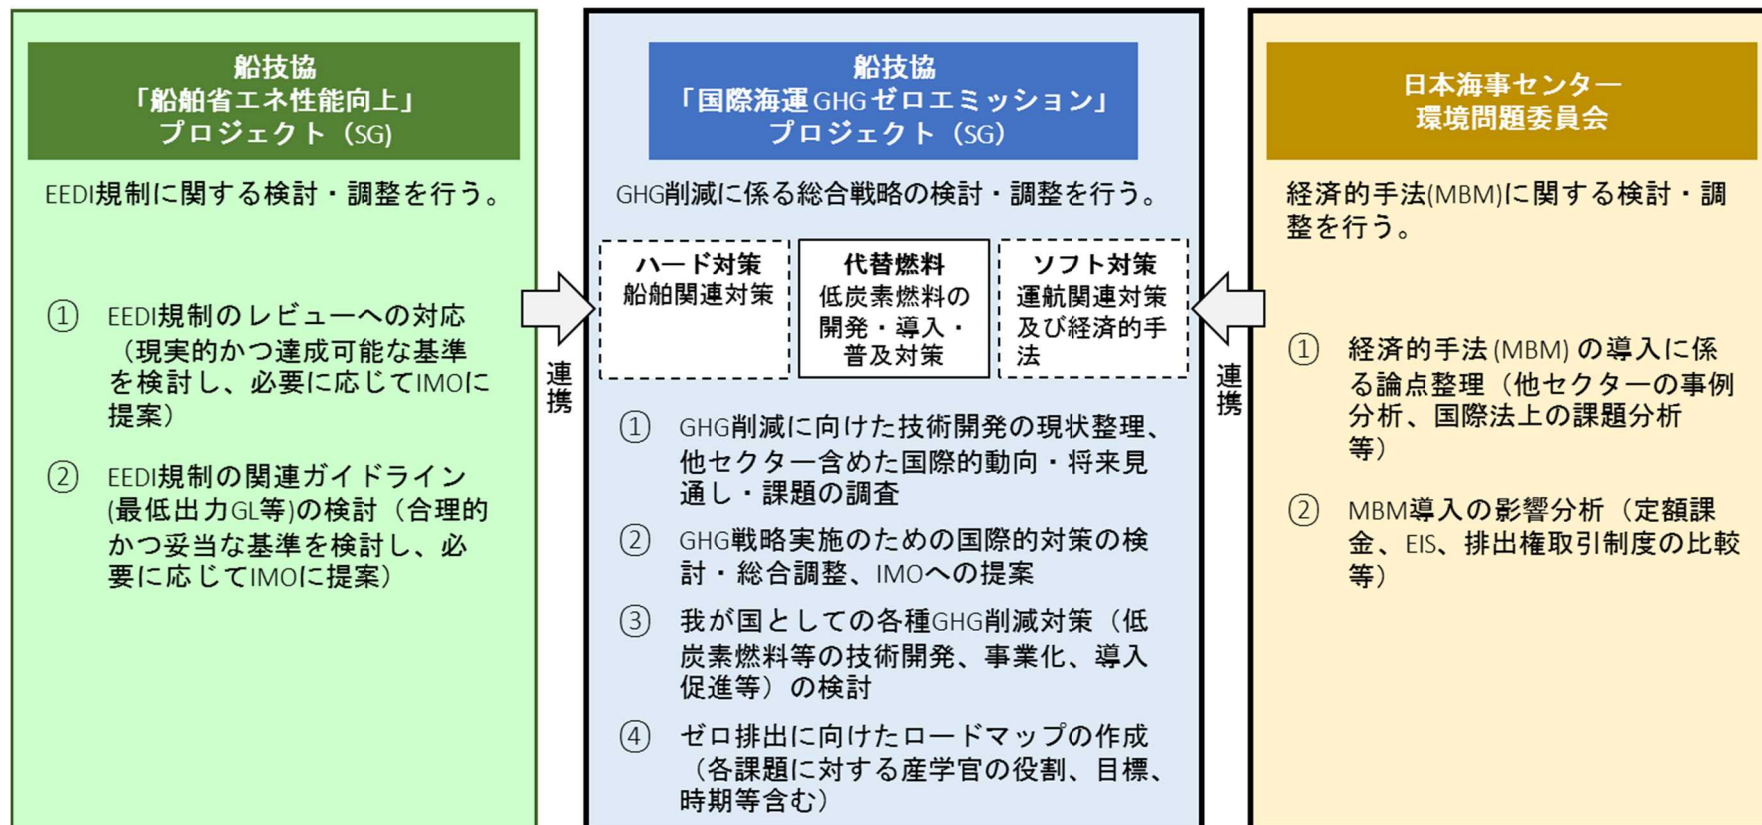 船技協
「船舶省エネ性能向上」
プロジェクト（SG)
EEDI規制に関する検討・調整を行う。
① EEDI規制のレビューへの対応
（現実的かつ達成可能な基準
を検討し、必要に応じてIMOに
提案）
② EEDI規制の関連ガイドライン
(最低出力GL等)の検討（合理的
かつ妥当な基準を検討し、必
要に応じてIMOに提案）
連携
船技協
「国際海運GHGゼロエミッション」
プロジェクト（SG）
GHG削減に係る総合戦略の検討・調整を行う。
ハード対策
船舶関連対策
代替燃料
低炭素燃料の
開発・導入・
普及対策
ソフト対策
運航関連対策
及び経済的手
法
① GHG削減に向けた技術開発の現状整理、
他セクター含めた国際的動向・将来見
通し・課題の調査
② GHG戦略実施のための国際的対策の検
討・総合調整、IMOへの提案
③ 我が国としての各種GHG削減対策（低
炭素燃料等の技術開発、事業化、導入
促進等）の検討
④ ゼロ排出に向けたロードマップの作成
（各課題に対する産学官の役割、目標、
時期等含む）
連携
日本海事センター
環境問題委員会
経済的手法(MBM)に関する検討・調
整を行う。
① 経済的手法(MBM) の導入に係
る論点整理（他セクターの事例
分析、国際法上の課題分析
等）
② MBM導入の影響分析（定額課
金、EIS、排出権取引制度の比較
等）